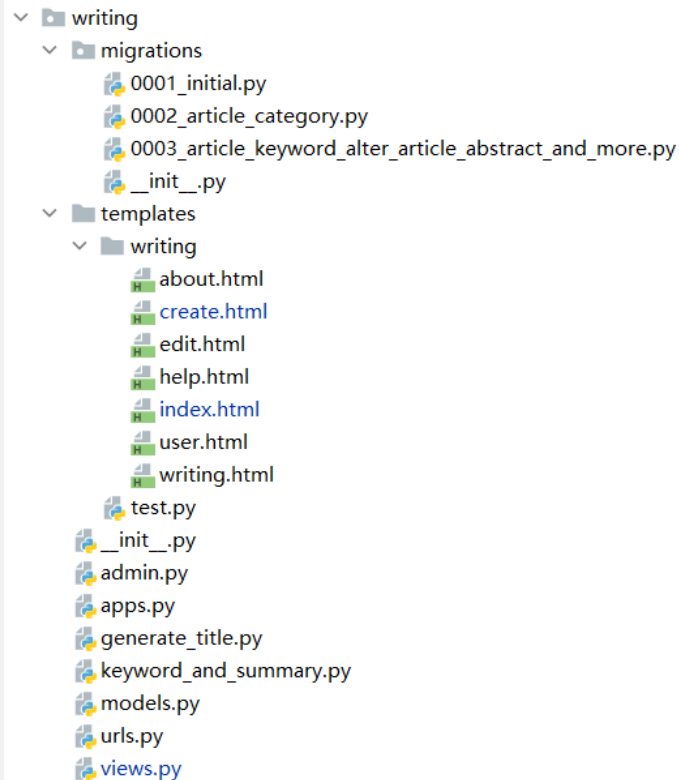 writing
migrations
0001_initial.py
0002_article_category.py
0003_article_keyword_alter_article_abstract_and_more.py
__init__.py
templates
writing
about.html
create.html
edit.html
help.html
index.html
user.html
writing.html
test.py
__init__.py
admin.py
apps.py
generate_title.py
keyword_and_summary.py
models.py
urls.py
views.py